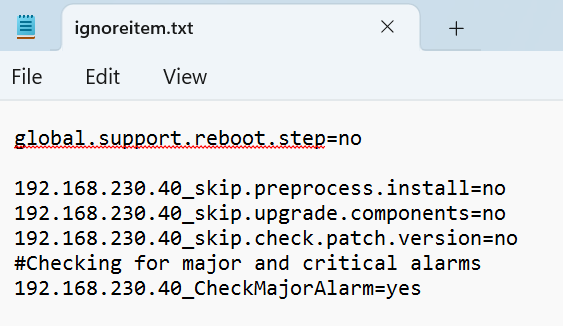 ignoreitem.txt
File Edit View
global.support.reboot.step=no
192.168.230.40_skip.preprocess.install=no
192.168.230.40_skip.upgrade.components=no
192.168.230.40_skip.check.patch.version=no
#Checking for major and critical alarms
192.168.230.40_CheckMajorAlarm=yes